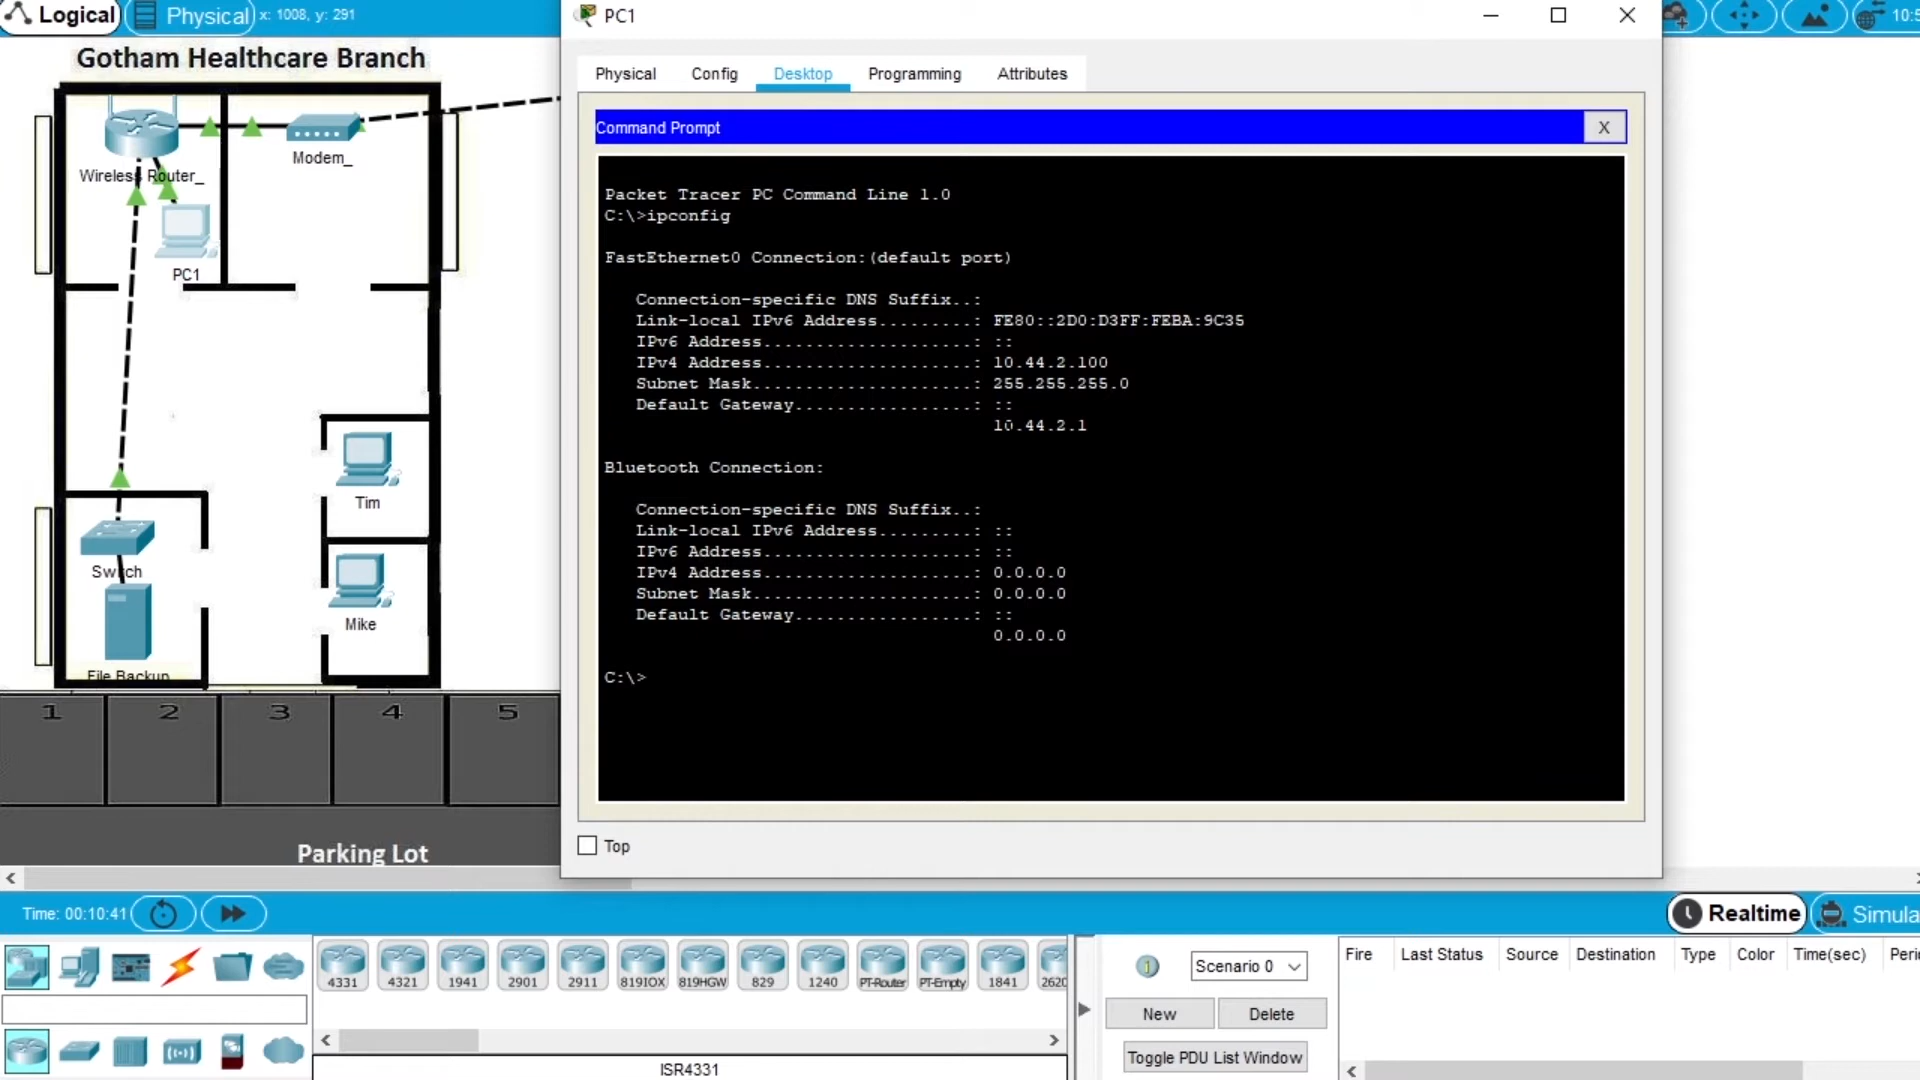 Logical
Physical
x: 1008, y: 291
Gotham Healthcare Branch
Modem_
Wireless Router_
PC1
Tim
Switch
Mike
File Backup
1
2
3
4
5
Parking Lot
PC1
Physical
Config
Desktop
Programming
Attributes
Command Prompt
X
Packet Tracer PC Command Line 1.0
C:\>ipconfig
FastEthernet0 Connection:(default port)
Connection-specific DNS Suffix..:
Link-local IPv6 Address.........: FE80::2D0:D3FF:FEBA:9C35
IPv6 Address....................: ::
IPv4 Address....................: 10.44.2.100
Subnet Mask.....................: 255.255.255.0
Default Gateway.................: ::
10.44.2.1
Bluetooth Connection:
Connection-specific DNS Suffix..:
Link-local IPv6 Address.........: ::
IPv6 Address....................: ::
IPv4 Address....................: 0.0.0.0
Subnet Mask.....................: 0.0.0.0
Default Gateway.................: ::
0.0.0.0
C:\>
Top
Time: 00:10:41
Realtime
4331
4321
1941
2901
2911
819IOX
819HGW
829
1240
PT-Router
PT-Empty
1841
ISR4331
Scenario 0
New
Delete
Toggle PDU List Window
Fire
Last Status
Source
Destination
Type
Color
Time(sec)